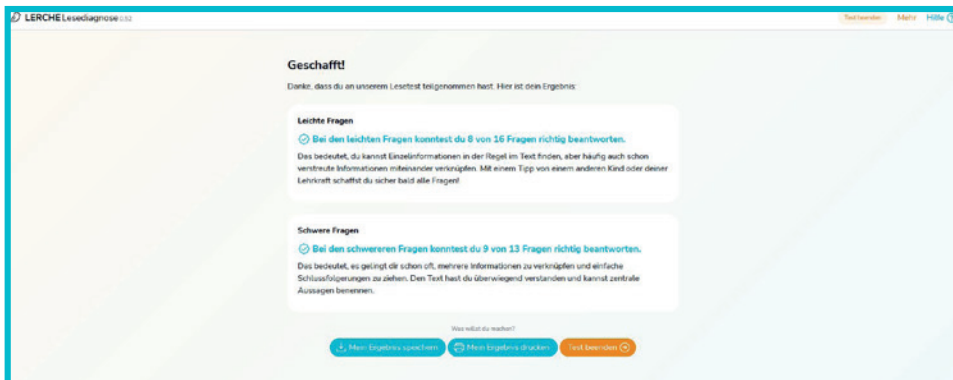 LERCHE Lesediagnose
Test beenden Mehr Hilfe
Geschafft!
Danke, dass du an unserem Lesetest teilgenommen hast. Hier ist dein Ergebnis:
Leichte Fragen
Bei den leichten Fragen konntest du 8 von 16 Fragen richtig beantworten.
Das bedeutet, du kannst Einzelinformationen in der Regel im Text finden, aber häufig auch schon
verstreute Informationen miteinander verknüpfen. Mit einem Tipp von einem anderen Kind oder deiner
Lehrkraft schaffst du sicher bald alle Fragen!
Schwere Fragen
Bei den schwereren Fragen konntest du 9 von 13 Fragen richtig beantworten.
Das bedeutet, es gelingt dir schon oft, mehrere Informationen zu verknüpfen und einfache
Schlussfolgerungen zu ziehen. Den Text hast du überwiegend verstanden und kannst zentrale
Aussagen benennen.
Was willst du machen?
Mein Ergebnis speichern Mein Ergebnis drucken Test beenden